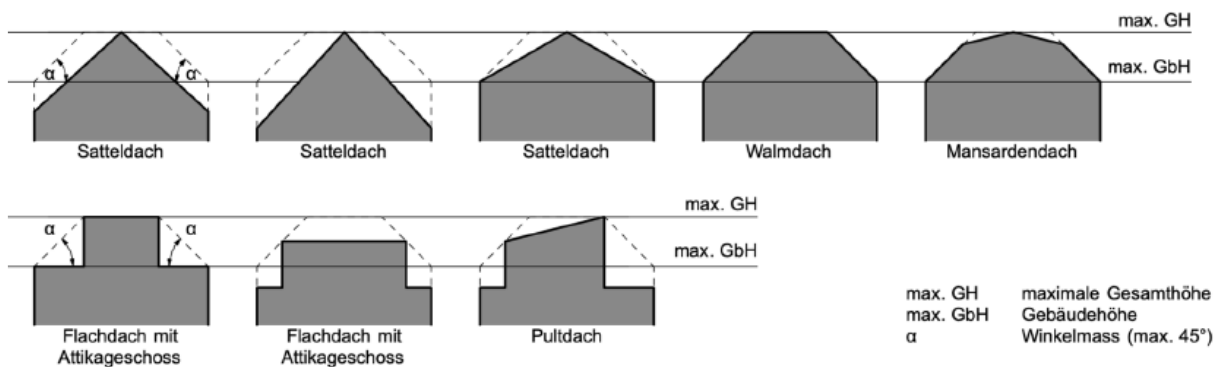 max. GH
α
α
max. GbH
Satteldach
Satteldach
Satteldach
Walmdach
Mansardendach
max. GH
α
α
max. GbH
Flachdach mit
Attikageschoss
Flachdach mit
Attikageschoss
Pultdach
max. GH maximale Gesamthöhe
max. GbH Gebäudehöhe
α Winkelmass (max. 45°)